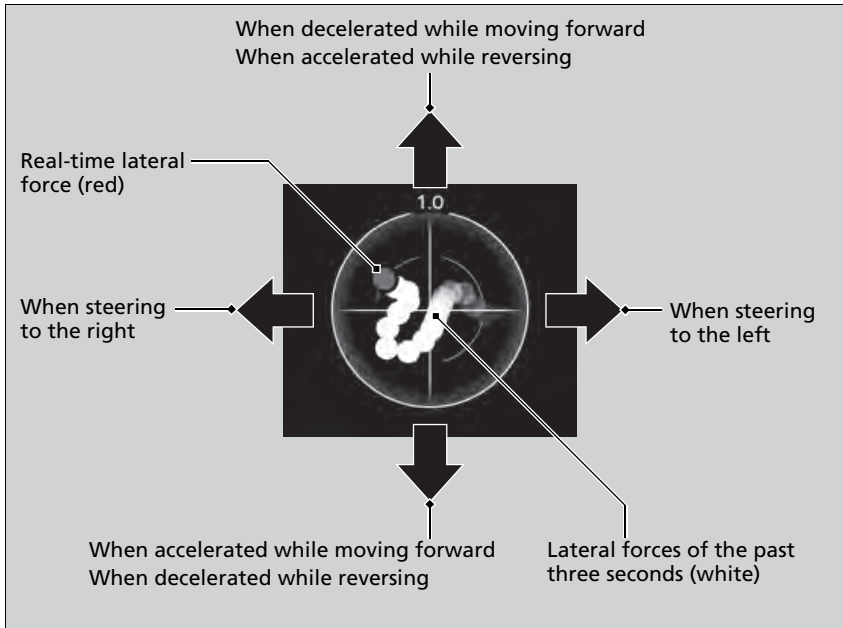 When decelerated while moving forward
When accelerated while reversing
Real-time lateral
force (red)
1.0
When steering
to the right
When steering
to the left
When accelerated while moving forward
When decelerated while reversing
Lateral forces of the past
three seconds (white)